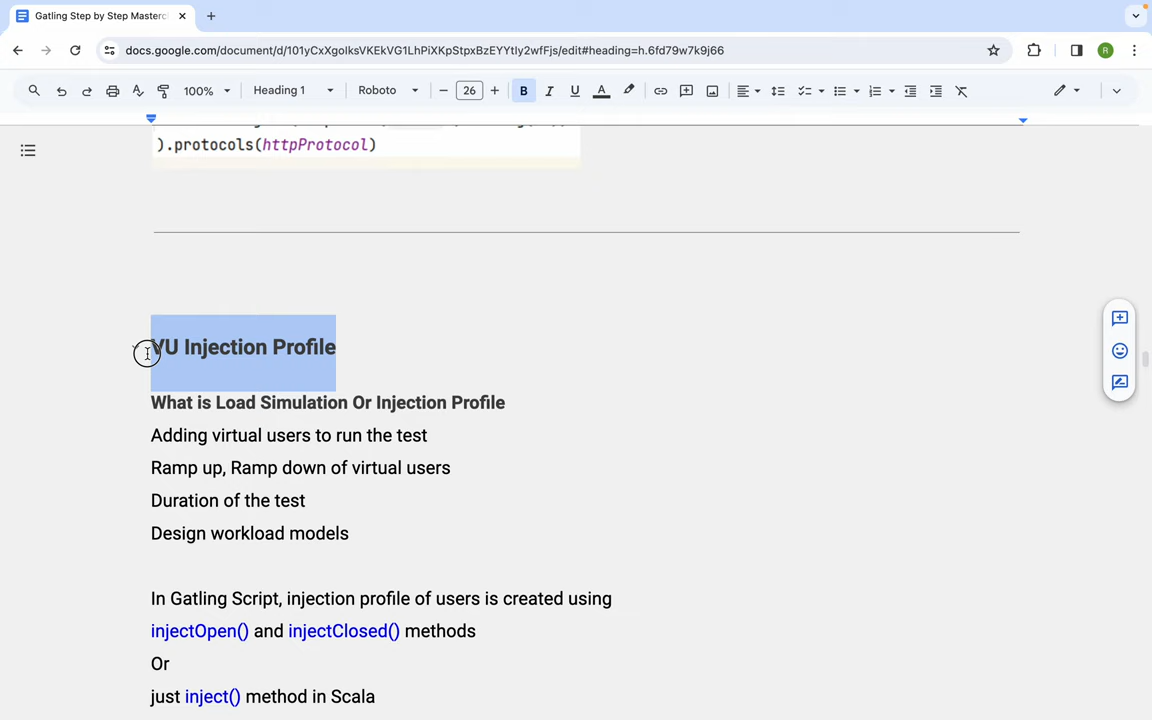 Gatling Step by Step Masterc
docs.google.com/document/d/101yCxXgoIksVKEkVG1LhPiXKpStpxBzEYYtIy2wfFjs/edit#heading=h.6fd79w7k9j66
R
100%
Heading 1
Roboto
26
B
I
U
A
).protocols(httpProtocol)
VU Injection Profile
What is Load Simulation Or Injection Profile
Adding virtual users to run the test
Ramp up, Ramp down of virtual users
Duration of the test
Design workload models
In Gatling Script, injection profile of users is created using
injectOpen() and injectClosed() methods
Or
just inject() method in Scala